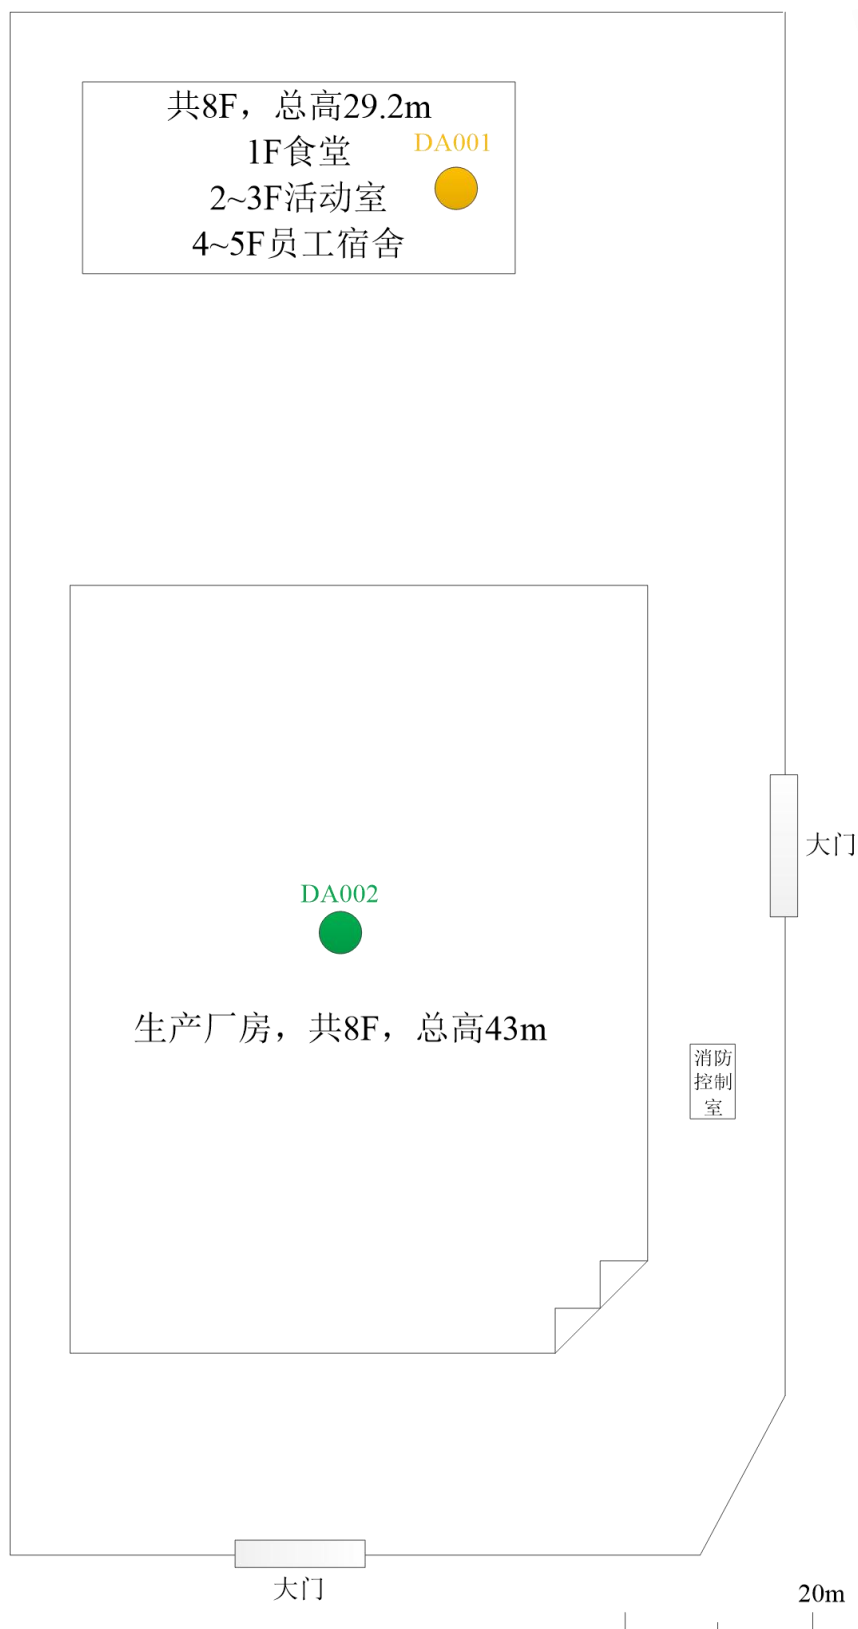 共8F，总高29.2m
DA001
1F食堂
2~3F活动室
4~5F员工宿舍
大门
DA002
生产厂房，共8F，总高43m
消防
控制
室
大门
20m